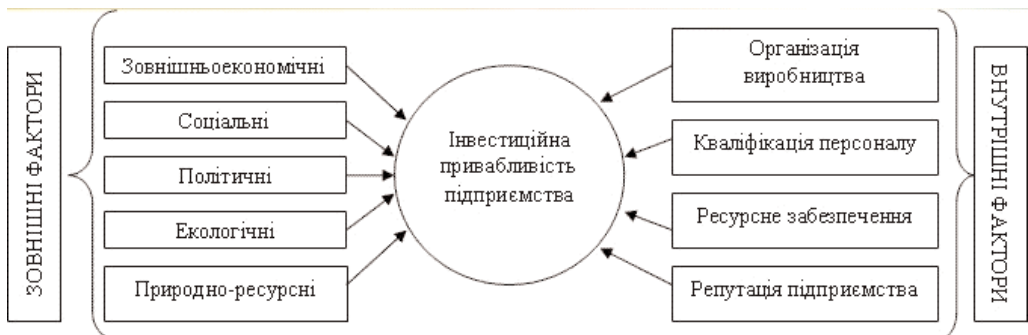 ЗОВНІШНІ ФАКТОРИ
Зовнішньоекономічні
Соціальні
Політичні
Екологічні
Природно-ресурсні
Інвестиційна
привабливість
підприємства
Організація
виробництва
Кваліфікація персоналу
Ресурсне забезпечення
Репутація підприємства
ВНУТРІШНІ ФАКТОРИ